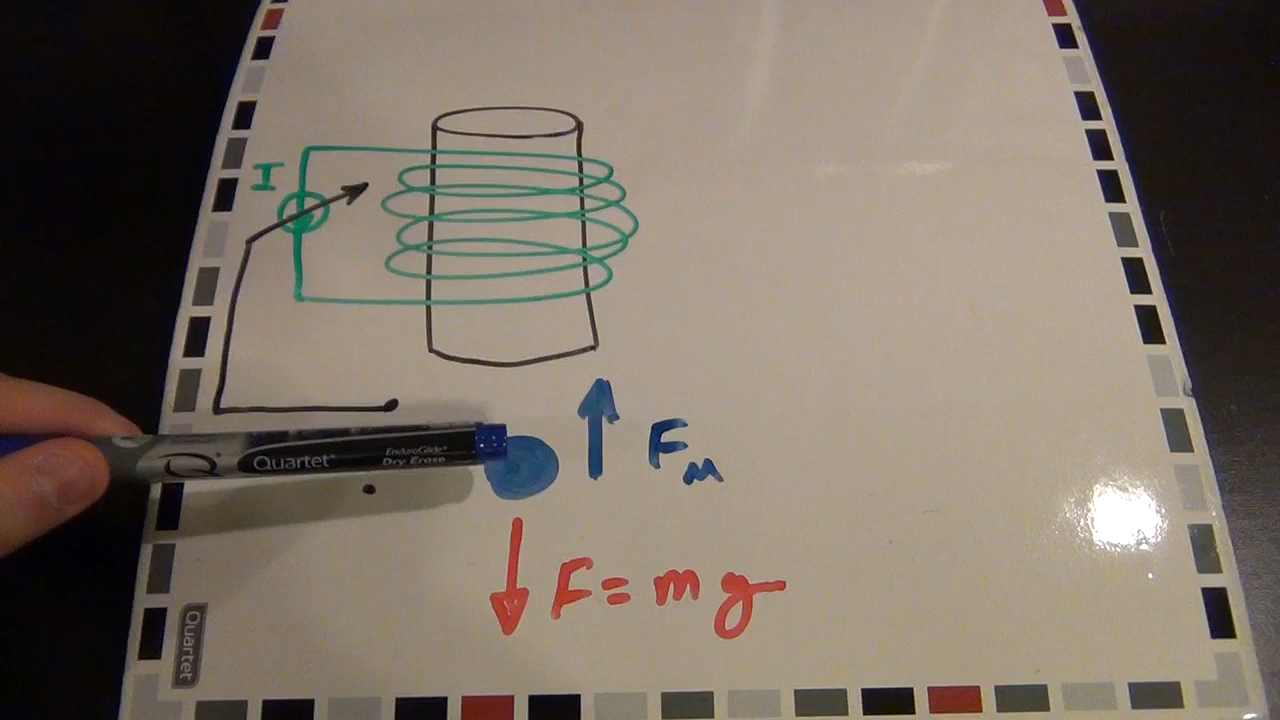 I
F_M
F=mg
Quartet
EnduraGlide
Dry Erase
Quartet